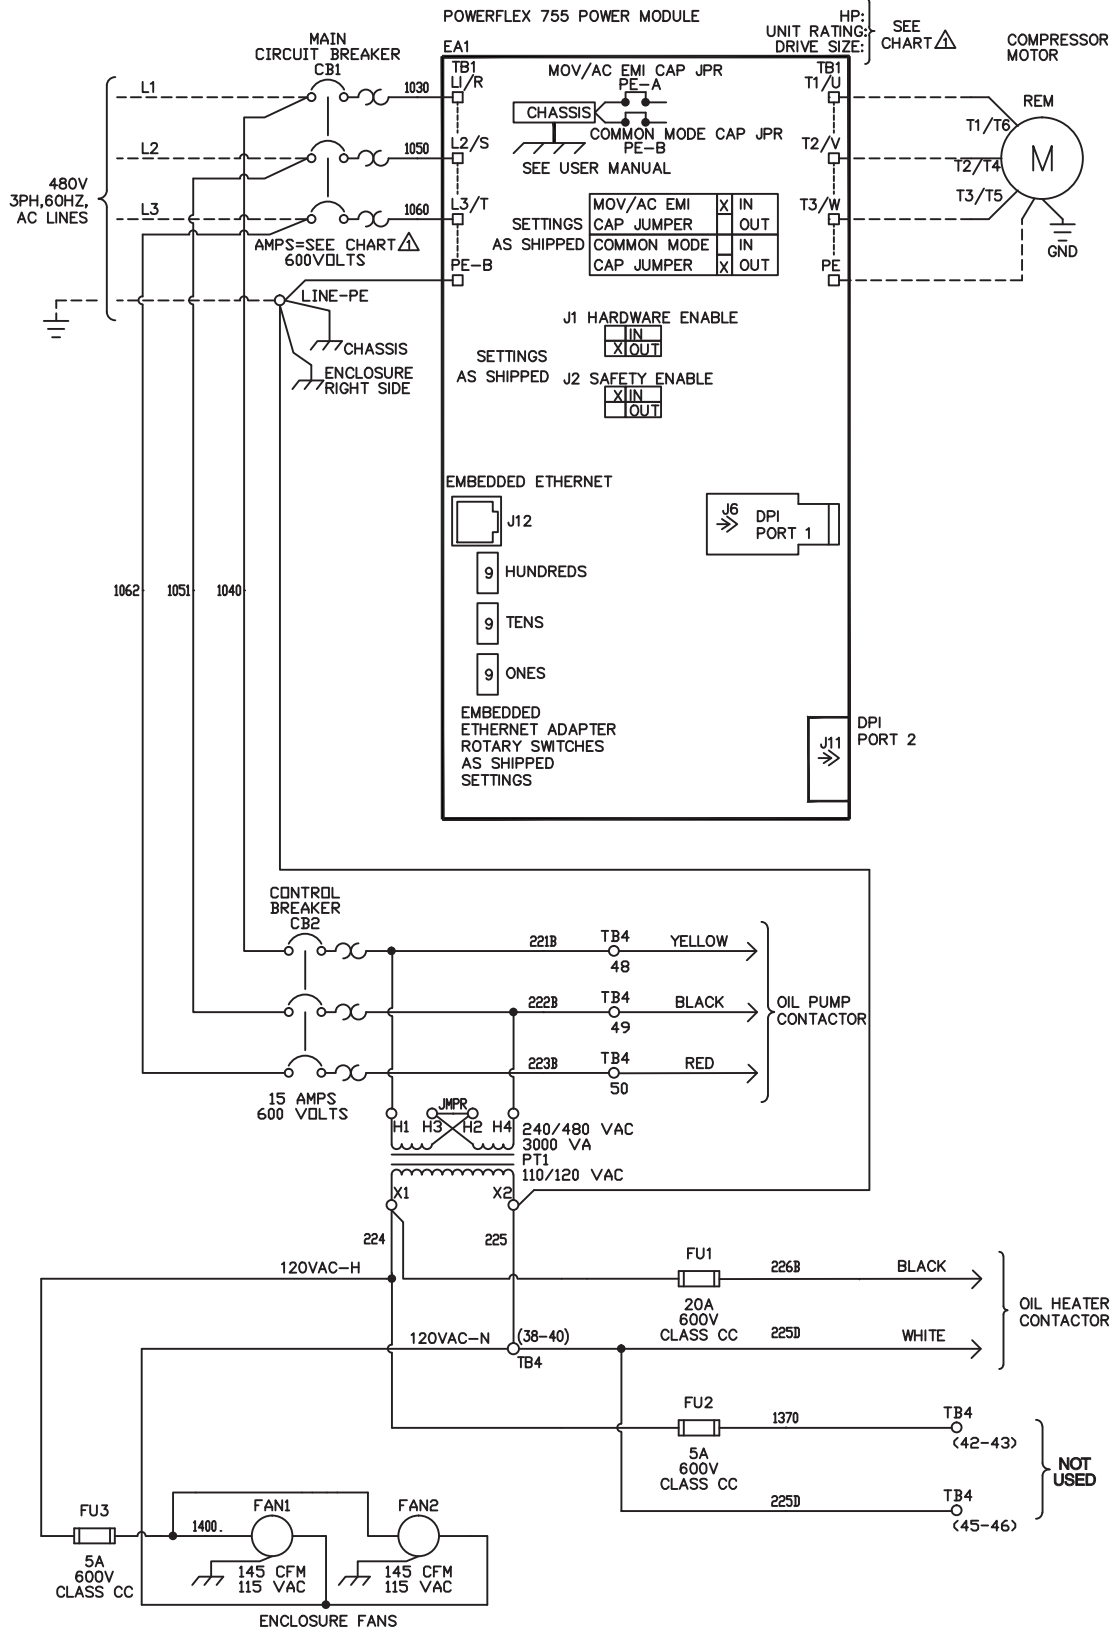 POWERFLEX 755 POWER MODULE
HP:
UNIT RATING:
DRIVE SIZE:
SEE
CHART 1
COMPRESSOR
MOTOR
MAIN
CIRCUIT BREAKER
CB1
EA1
TB1
LI/R
MOV/AC EMI CAP JPR
PE-A
TB1
T1/U
L1
1030
CHASSIS
COMMON MODE CAP JPR
PE-B
SEE USER MANUAL
REM
T1/T6
M
L2
1050
L2/S
T2/V
T2/T4
480V
3PH,60HZ,
AC LINES
L3
1060
L3/T
T3/W
T3/T5
GND
SETTINGS
AS SHIPPED
MOV/AC EMI
CAP JUMPER
X
IN
OUT
COMMON MODE
CAP JUMPER
IN
X
OUT
AMPS=SEE CHART 1
600VOLTS
PE-B
PE
LINE-PE
CHASSIS
ENCLOSURE
RIGHT SIDE
J1 HARDWARE ENABLE
IN
X OUT
SETTINGS
AS SHIPPED
J2 SAFETY ENABLE
X IN
OUT
EMBEDDED ETHERNET
J12
J6
DPI
PORT 1
9 HUNDREDS
9 TENS
9 ONES
1062
1051
1040
EMBEDDED
ETHERNET ADAPTER
ROTARY SWITCHES
AS SHIPPED
SETTINGS
J11
DPI
PORT 2
CONTROL
BREAKER
CB2
221B
TB4
48
YELLOW
222B
TB4
49
BLACK
OIL PUMP
CONTACTOR
223B
TB4
50
RED
15 AMPS
600 VOLTS
JMPR
H1 H3 H2 H4
240/480 VAC
3000 VA
PT1
110/120 VAC
X1
X2
224
225
120VAC-H
FU1
226B
BLACK
20A
600V
CLASS CC
OIL HEATER
CONTACTOR
120VAC-N
(38-40)
TB4
225D
WHITE
FU2
1370
TB4
(42-43)
5A
600V
CLASS CC
NOT
USED
225D
TB4
(45-46)
FU3
1400.
FAN1
FAN2
5A
600V
CLASS CC
145 CFM
115 VAC
145 CFM
115 VAC
ENCLOSURE FANS